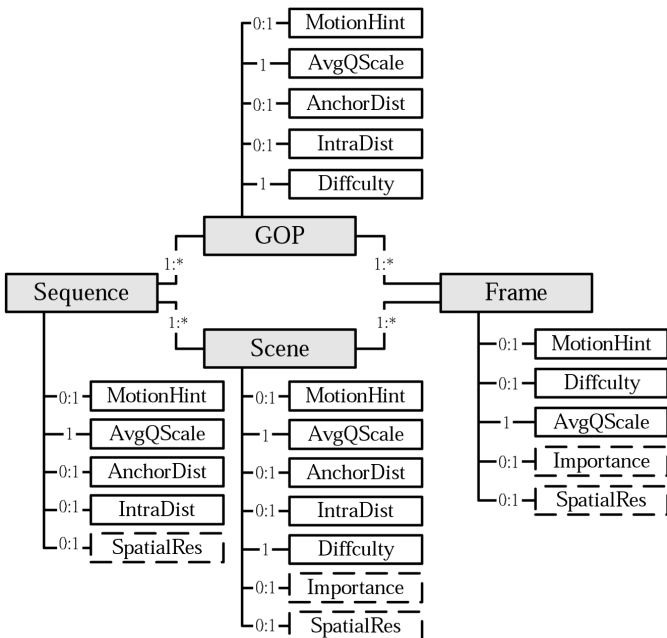 0:1 MotionHint
1 AvgQScale
0:1 AnchorDist
0:1 IntraDist
1 Diffculty
GOP
1:* 1:*
Sequence
Frame
1:* 1:*
Scene
0:1 MotionHint
1 AvgQScale
0:1 AnchorDist
0:1 IntraDist
0:1 SpatialRes
0:1 MotionHint
1 AvgQScale
0:1 AnchorDist
0:1 IntraDist
1 Diffculty
0:1 Importance
0:1 SpatialRes
0:1 MotionHint
0:1 Diffculty
1 AvgQScale
0:1 Importance
0:1 SpatialRes